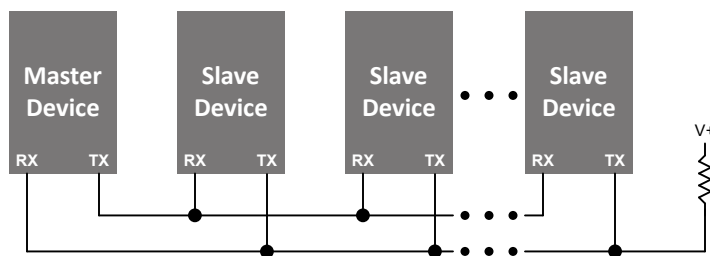 Master
Device
Slave
Device
Slave
Device
Slave
Device
RX TX RX TX RX TX RX TX
V+